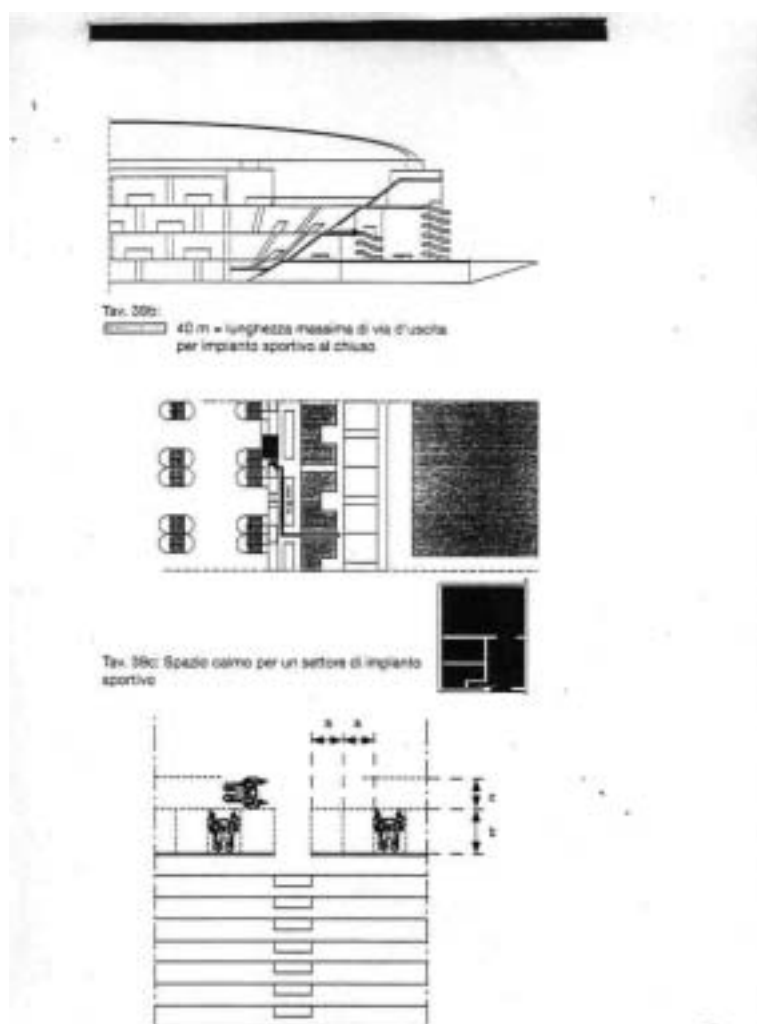 Tav. 39b:
40 m = lunghezza massima di via d'uscita
per impianto sportivo al chiuso
Tav. 39c: Spazio calmo per un settore di impianto
sportivo
a a